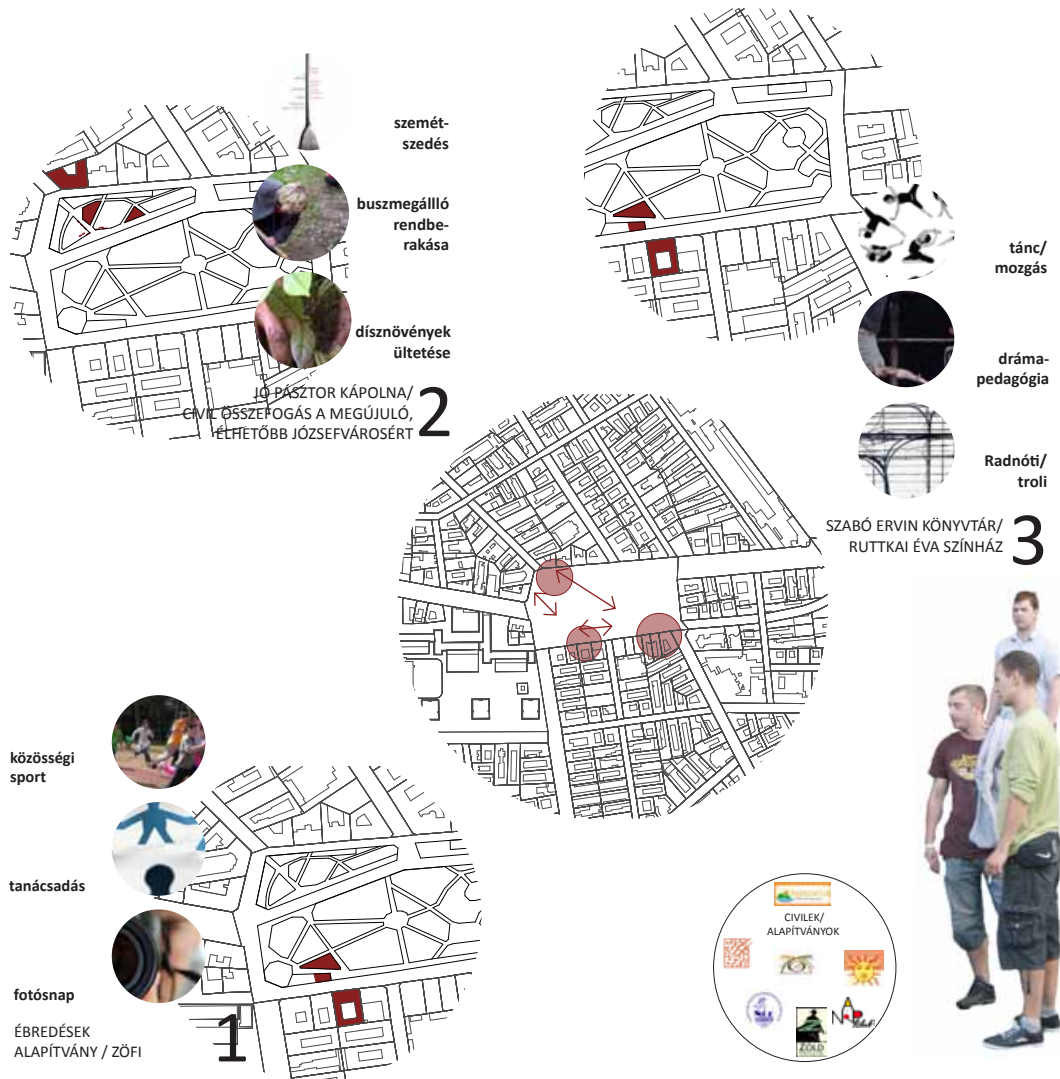 szemét-
szedés
buszmegállló
rendbe-
rakása
dísznövények
ültetése
JÓ PÁSZTOR KÁPOLNA/
CIVIL ÖSSZEFOGÁS A MEGÚJULÓ,
ÉLHETŐBB JÓZSEFVÁROSÉRT
2
tánc/
mozgás
dráma-
pedagógia
Radnóti/
troli
SZABÓ ERVIN KÖNYVTÁR/
RUTTKAI ÉVA SZÍNHÁZ
3
közösségi
sport
tanácsadás
fotósnap
ÉBREDÉSEK
ALAPÍTVÁNY / ZÖFI
1
CIVILEK/
ALAPÍTVÁNYOK
ZÖLD